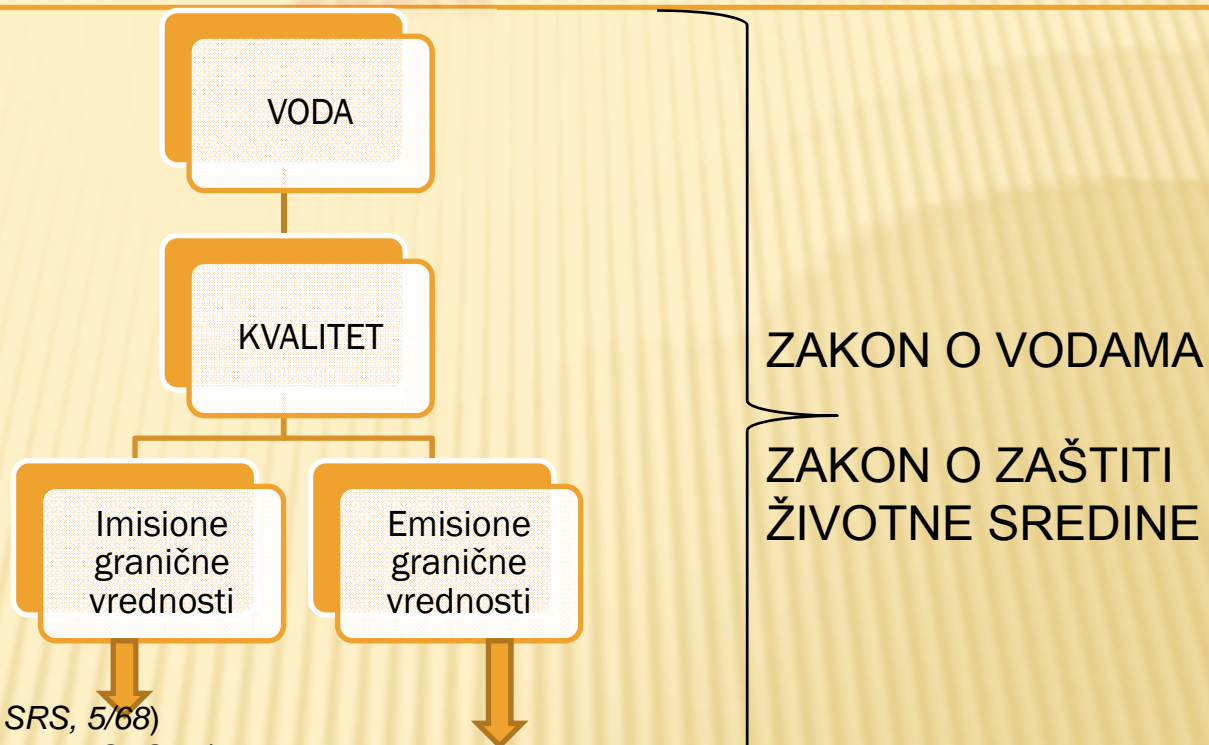 VODA
KVALITET
Imisione
granične
vrednosti
Emisione
granične
vrednosti
ZAKON O VODAMA
ZAKON O ZAŠTITI
ŽIVOTNE SREDINE
SRS, 5/68)